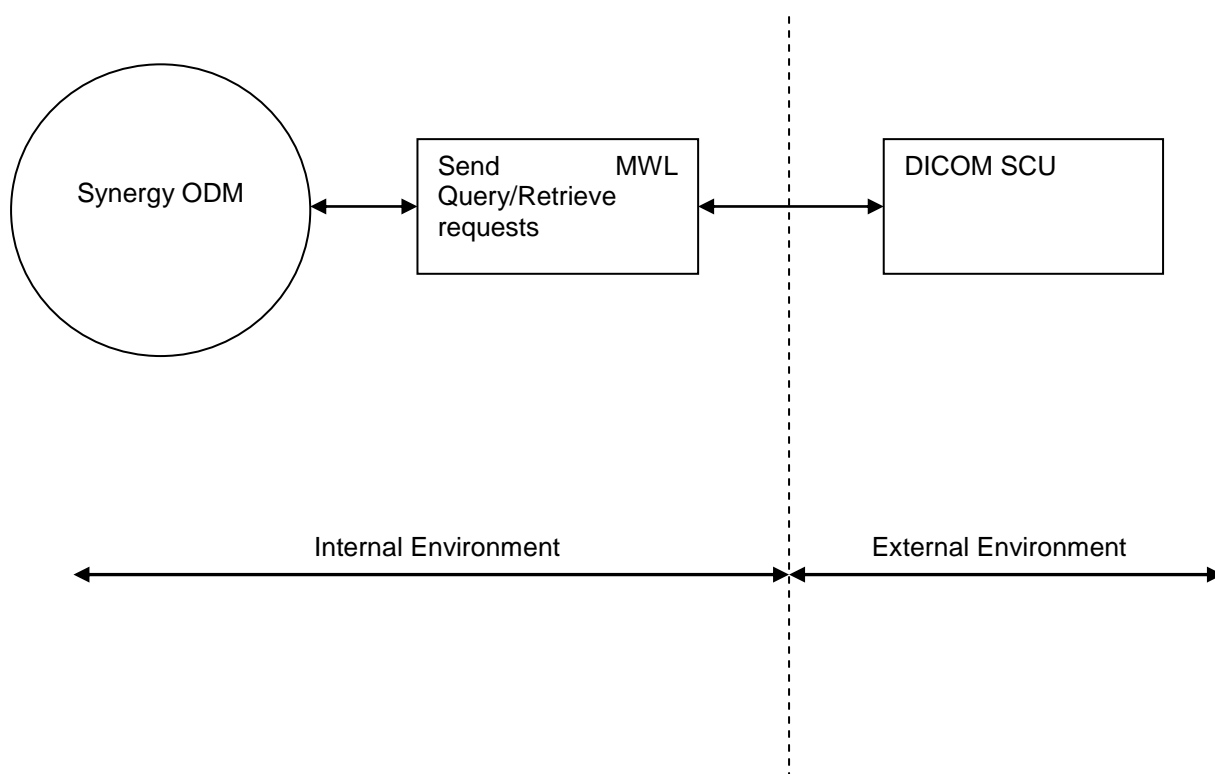 Synergy ODM
Send MWL
Query/Retrieve
requests
DICOM SCU
Internal Environment
External Environment